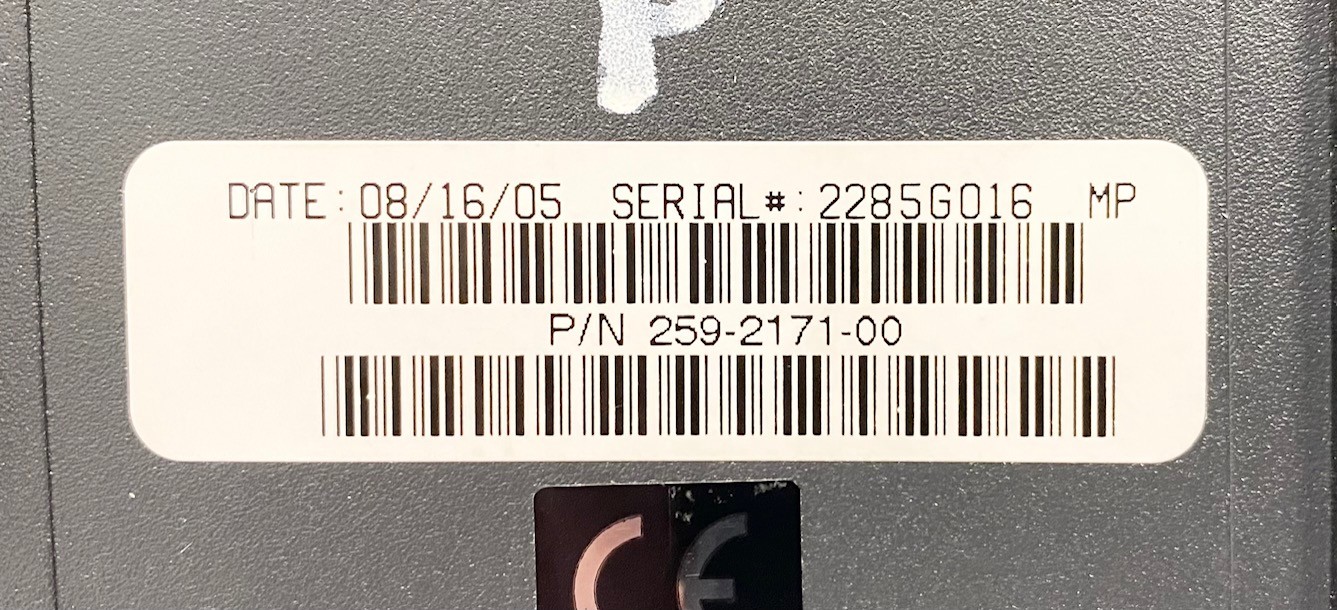 DATE: 08/16/05 SERIAL#: 2285G016 MP
P/N 259-2171-00
CE